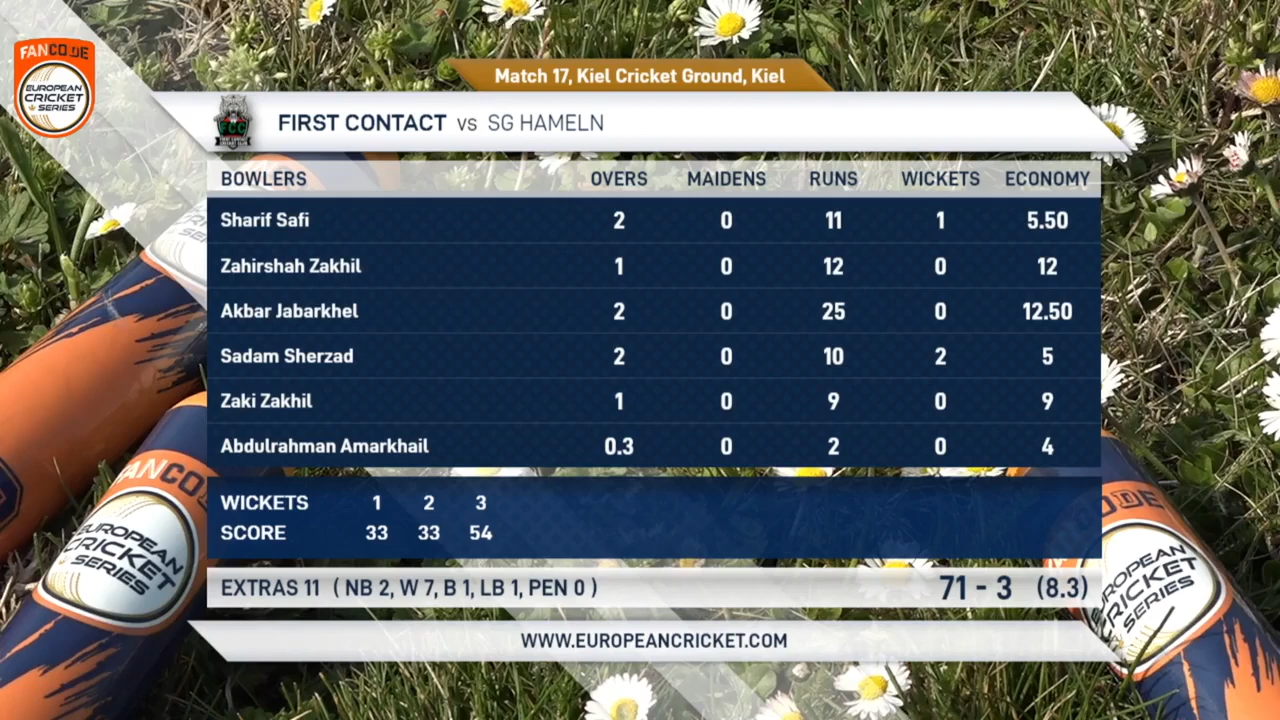 FANCODE
EUROPEAN
CRICKET
SERIES
Match 17, Kiel Cricket Ground, Kiel
FCC
FIRST CONTACT vs SG HAMELN
BOWLERS OVERS MAIDENS RUNS WICKETS ECONOMY
Sharif Safi 2 0 11 1 5.50
Zahirshah Zakhil 1 0 12 0 12
Akbar Jabarkhel 2 0 25 0 12.50
Sadam Sherzad 2 0 10 2 5
Zaki Zakhil 1 0 9 0 9
Abdulrahman Amarkhail 0.3 0 2 0 4
WICKETS 1 2 3
SCORE 33 33 54
EXTRAS 11 ( NB 2, W 7, B 1, LB 1, PEN 0 ) 71 - 3 (8.3)
WWW.EUROPEANCRICKET.COM
FANCO
EUROPEAN
CRICKET
SERIES
ODE
EUROPEAN
CRICKET
SERIES